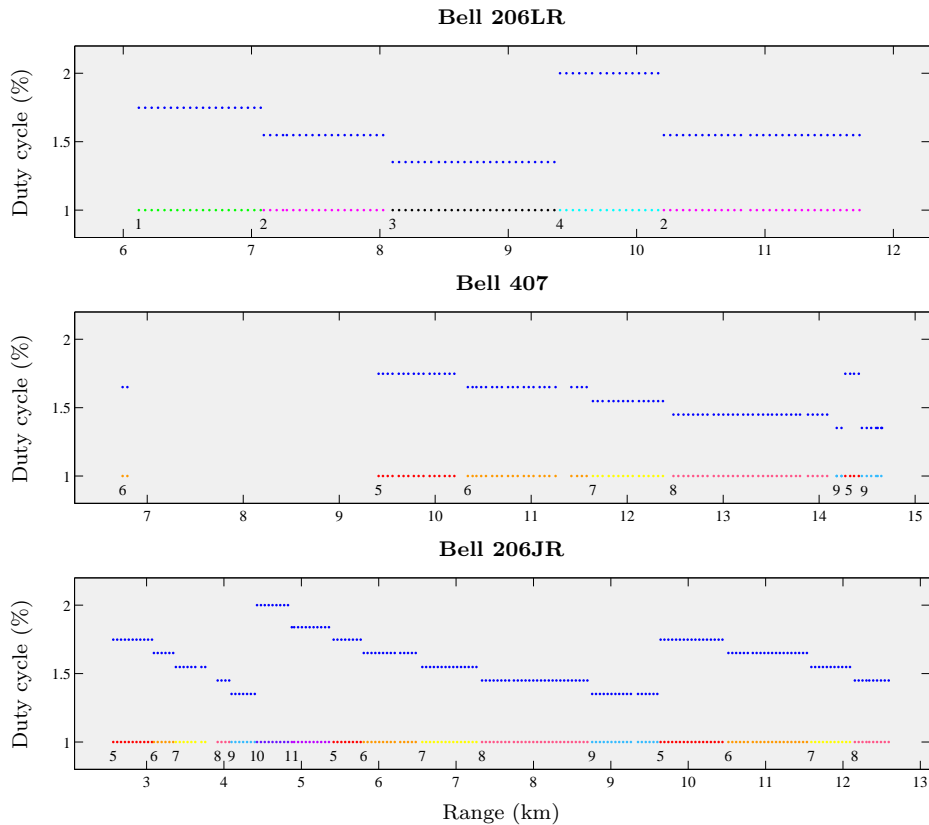 Bell 206LR
Duty cycle (%)
2
1.5
1
1 2 3 4 2
6 7 8 9 10 11 12
Bell 407
Duty cycle (%)
2
1.5
1
6 5 6 7 8 9 5 9
7 8 9 10 11 12 13 14 15
Bell 206JR
Duty cycle (%)
2
1.5
1
5 6 7 8 9 10 11 5 6 7 8 9 5 6 7 8
3 4 5 6 7 8 9 10 11 12 13
Range (km)